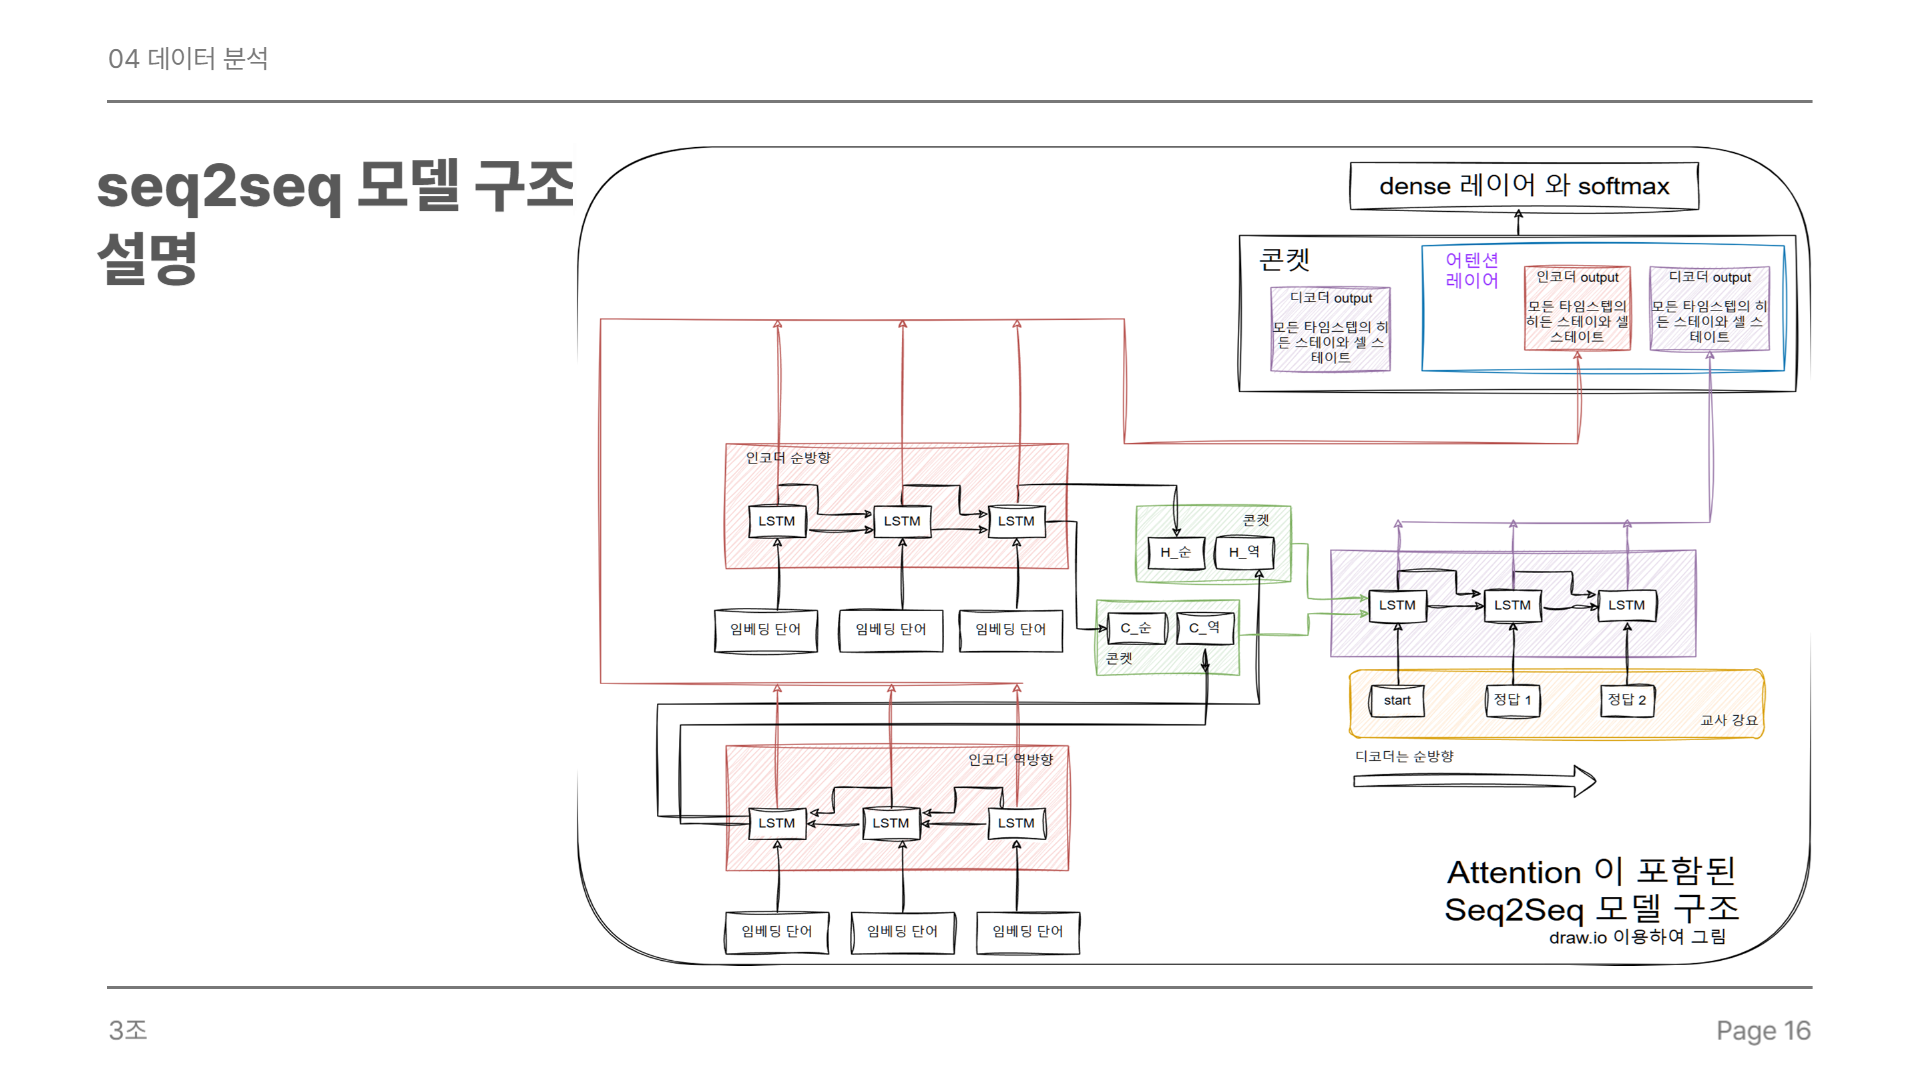 04 데이터 분석
seq2seq 모델 구조
설명
dense 레이어 와 softmax
콘켓
디코더 output
모든 타임스텝의 히
든 스테이와 셀 스
테이트
어텐션
레이어
인코더 output
모든 타임스텝의
히든 스테이와 셀
스테이트
디코더 output
모든 타임스텝의 히
든 스테이와 셀 스
테이트
인코더 순방향
LSTM
LSTM
LSTM
임베딩 단어
임베딩 단어
임베딩 단어
콘켓
H_순
H_역
C_순
C_역
콘켓
LSTM
LSTM
LSTM
start
정답 1
정답 2
교사 강요
디코더는 순방향
인코더 역방향
LSTM
LSTM
LSTM
임베딩 단어
임베딩 단어
임베딩 단어
Attention 이 포함된
Seq2Seq 모델 구조
draw.io 이용하여 그림
3조
Page 16